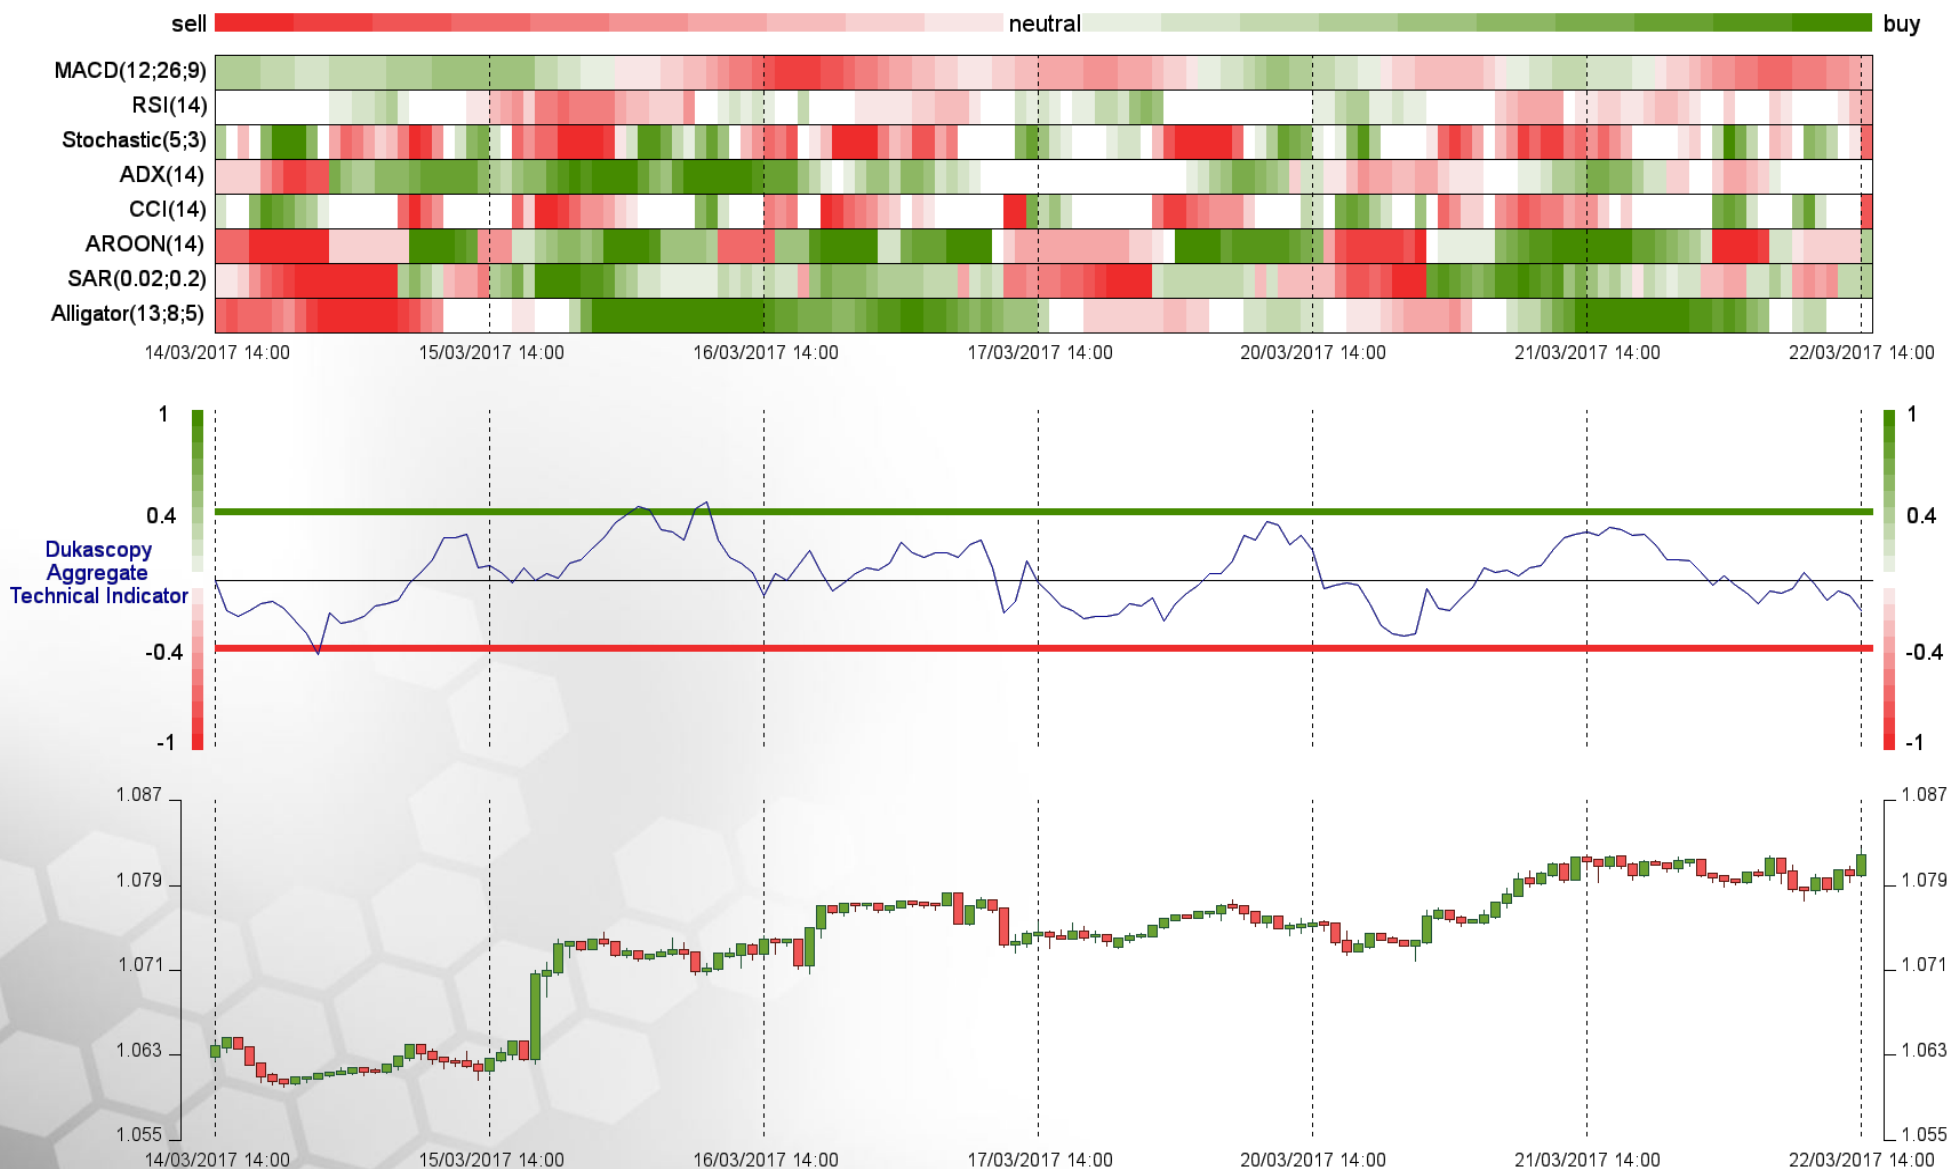 sell neutral buy
MACD(12;26;9)
RSI(14)
Stochastic(5;3)
ADX(14)
CCI(14)
AROON(14)
SAR(0.02;0.2)
Alligator(13;8;5)
14/03/2017 14:00 15/03/2017 14:00 16/03/2017 14:00 17/03/2017 14:00 20/03/2017 14:00 21/03/2017 14:00 22/03/2017 14:00
1 1
0.4 0.4
Dukascopy
Aggregate
Technical Indicator
-0.4 -0.4
-1 -1
1.087 1.087
1.079 1.079
1.071 1.071
1.063 1.063
1.055 1.055
14/03/2017 14:00 15/03/2017 14:00 16/03/2017 14:00 17/03/2017 14:00 20/03/2017 14:00 21/03/2017 14:00 22/03/2017 14:00